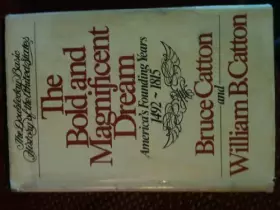 The Doubleday Basic
History of the United States
The
Bold and
Magnificent
Dream
America's Founding Years
1492~1815
Bruce Catton
and
William B. Catton